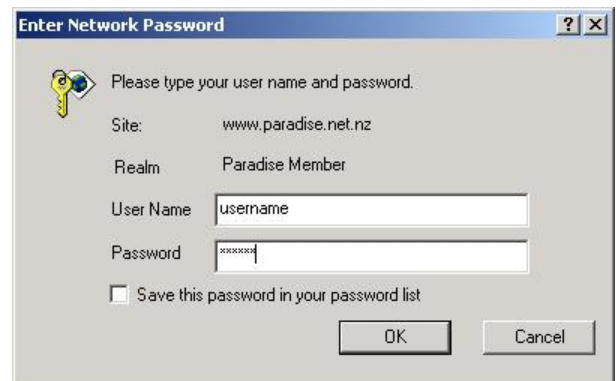 Enter Network Password
Please type your user name and password.
Site: www.paradise.net.nz
Realm Paradise Member
User Name username
Password ××××××
Save this password in your password list
OK Cancel